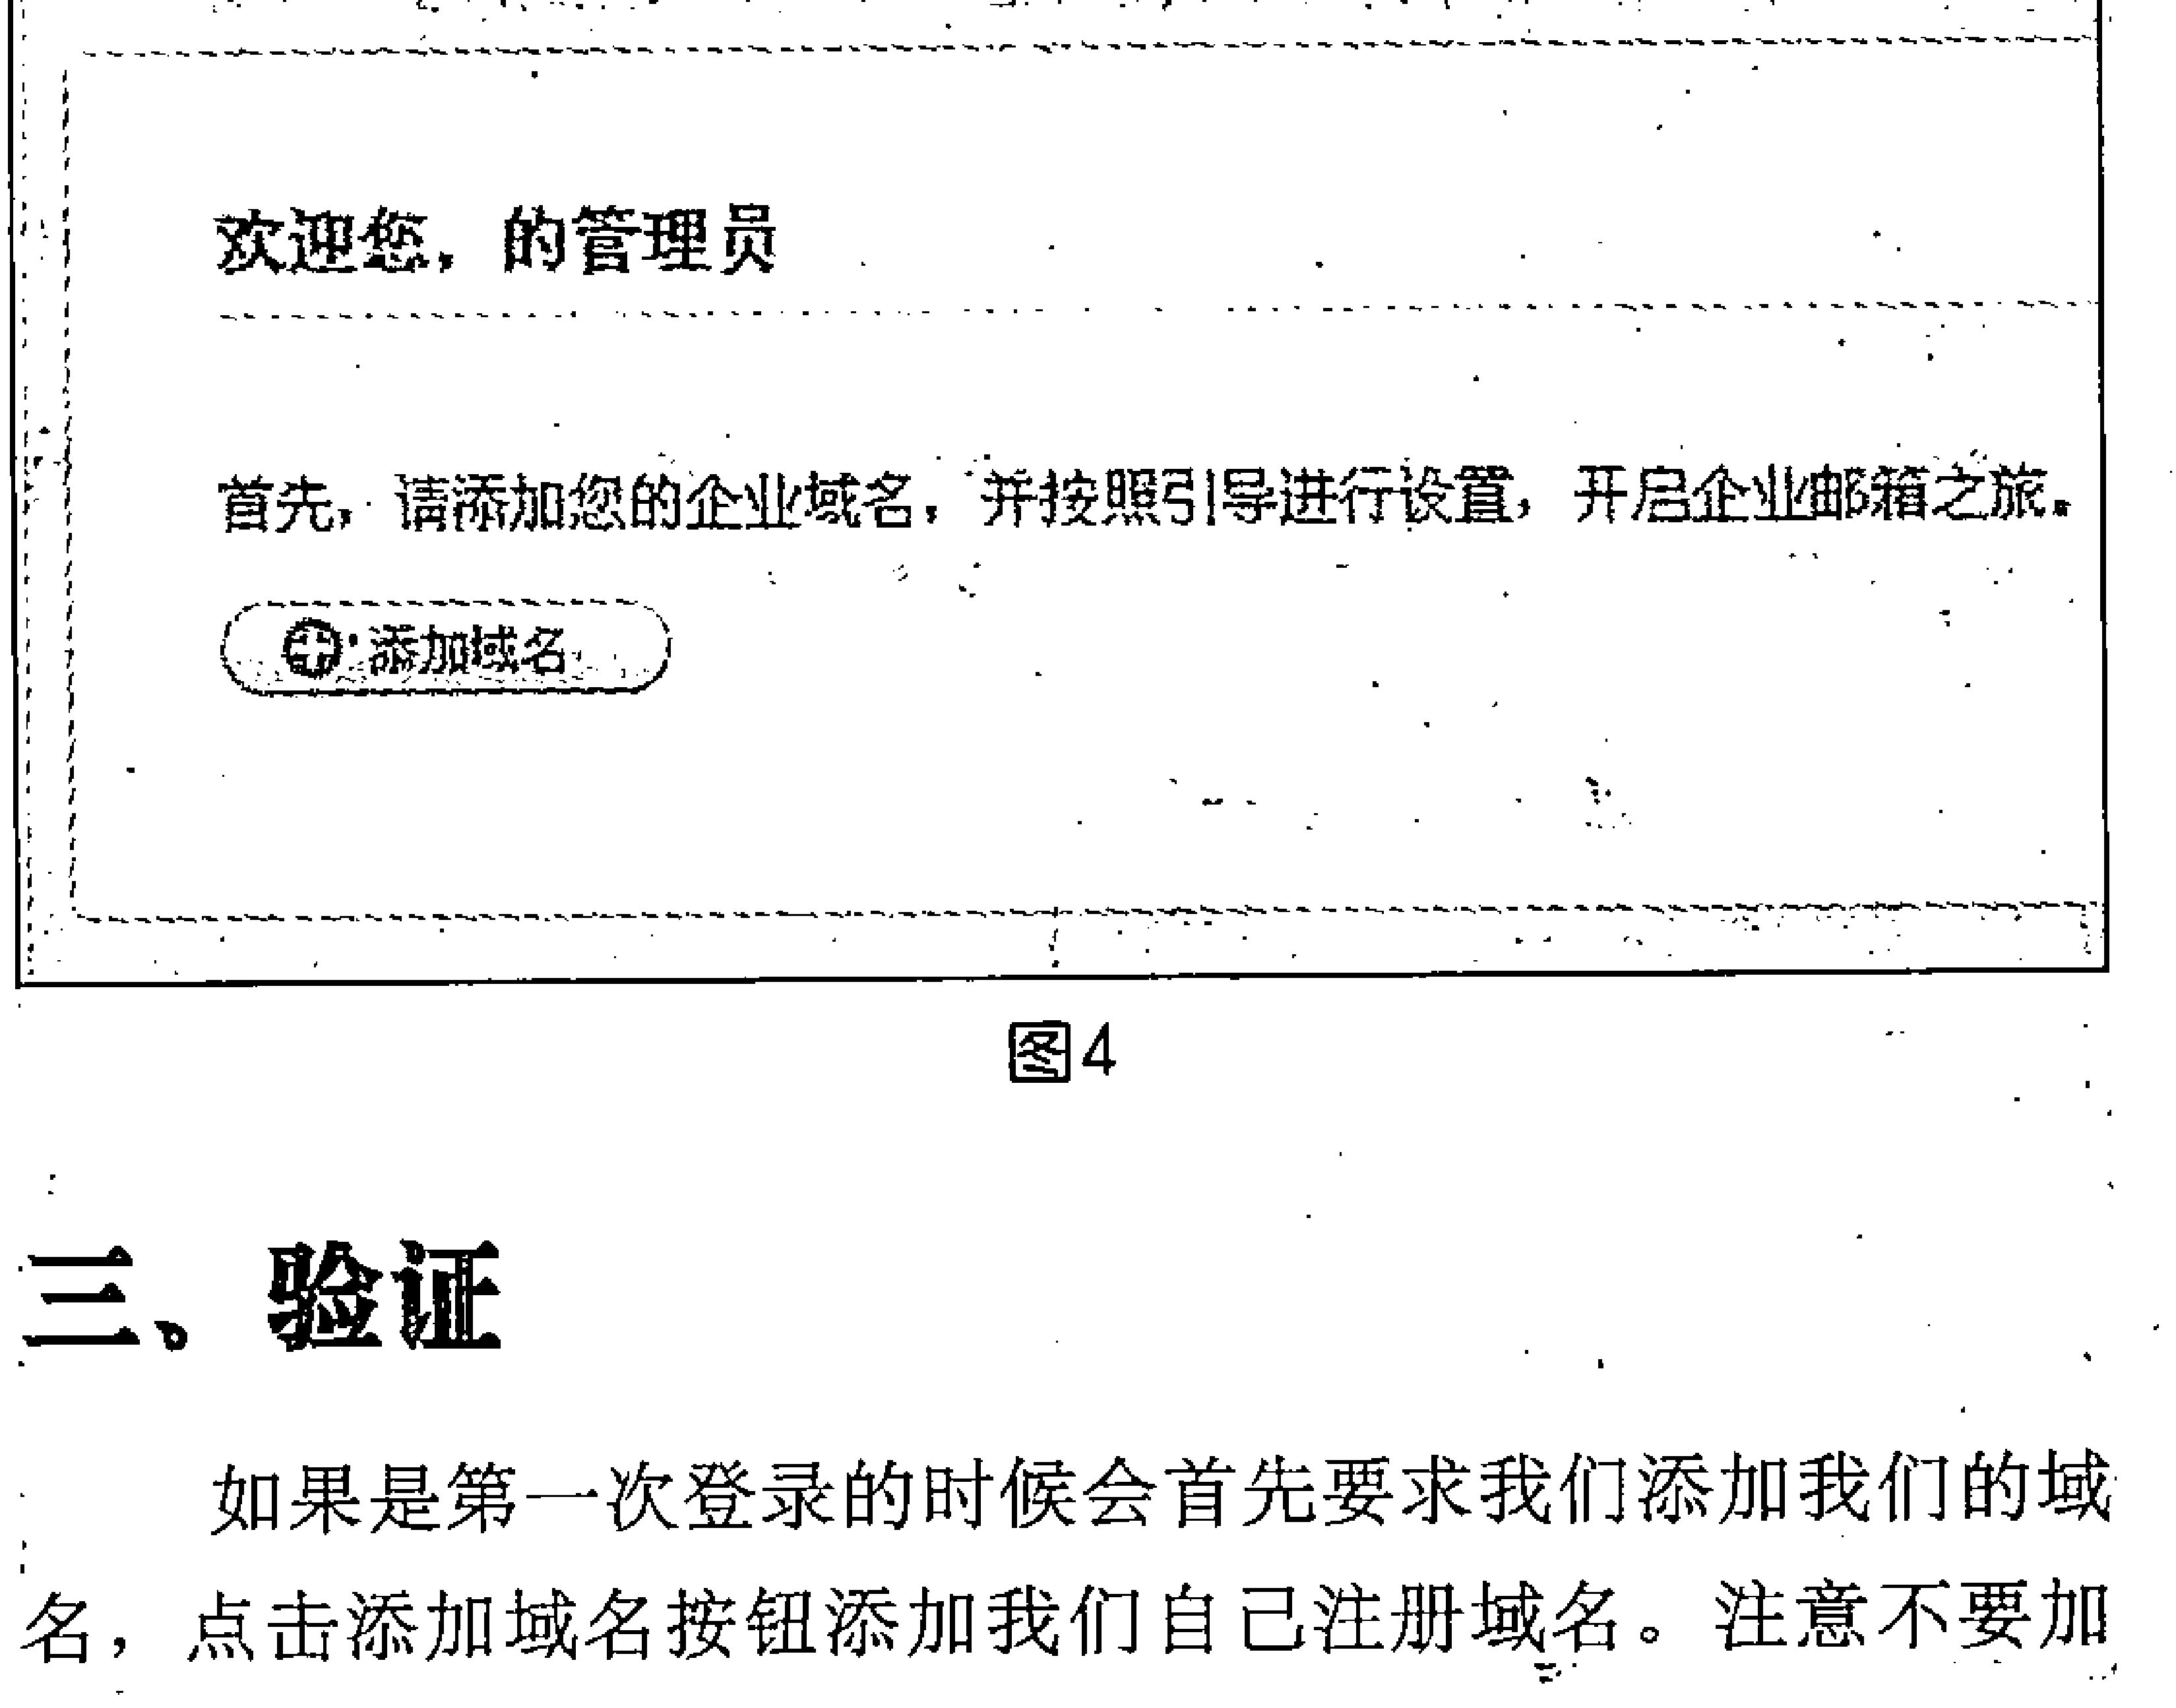 欢迎您，的管理员
首先，请添加您的企业域名，并按照引导进行设置，开启企业邮箱之旅。
添加域名
图4
三、验证
如果是第一次登录的时候会首先要求我们添加我们的域
名，点击添加域名按钮添加我们自己注册域名。注意不要加